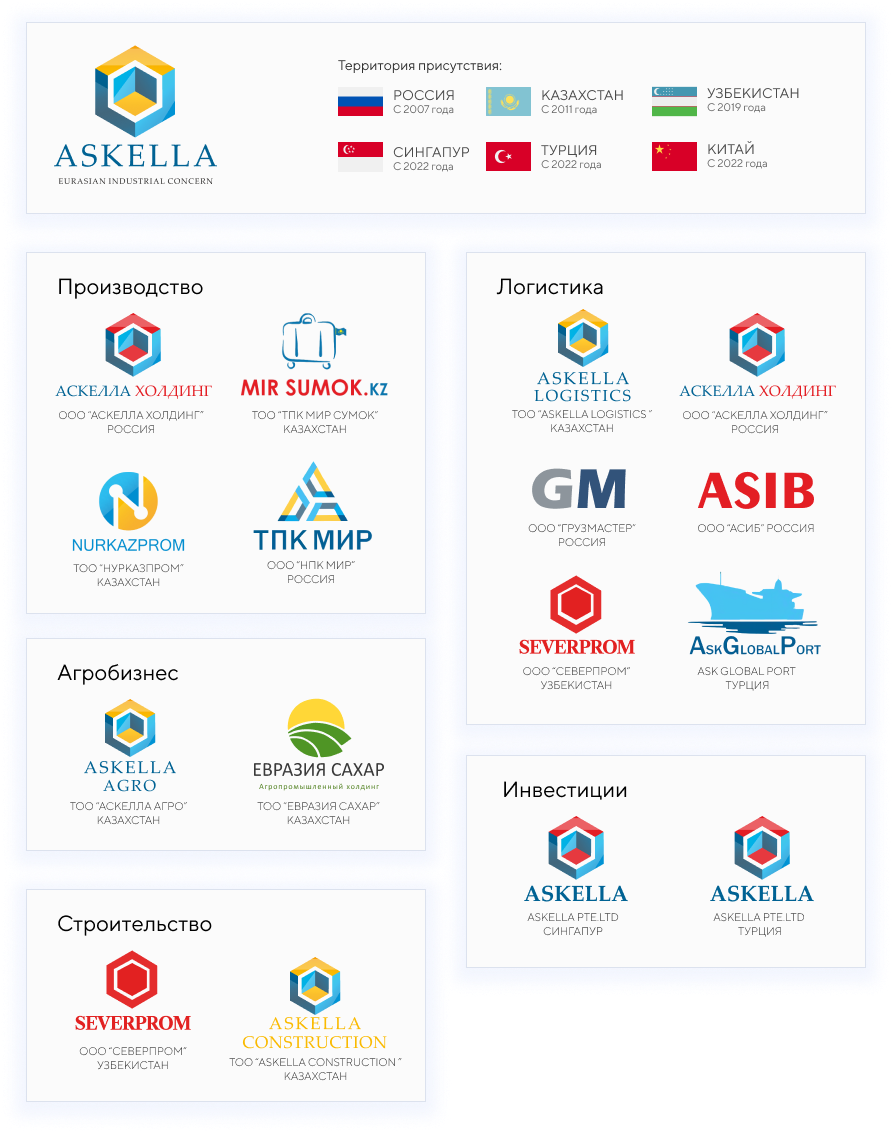 ASKELLA
EURASIAN INDUSTRIAL CONCERN
Территория присутствия:
РОССИЯ
С 2007 года
КАЗАХСТАН
С 2011 года
УЗБЕКИСТАН
С 2019 года
СИНГАПУР
С 2022 года
ТУРЦИЯ
С 2022 года
КИТАЙ
С 2022 года
Производство
АСКЕЛЛА ХОЛДИНГ
ООО “АСКЕЛЛА ХОЛДИНГ”
РОССИЯ
MIR SUMOK.KZ
ТОО “ТПК МИР СУМОК”
КАЗАХСТАН
NURKAZPROM
ТОО “НУРКАЗПРОМ”
КАЗАХСТАН
ТПК МИР
ООО “НПК МИР”
РОССИЯ
Агробизнес
ASKELLA
AGRO
ТОО “АСКЕЛЛА АГРО”
КАЗАХСТАН
ЕВРАЗИЯ САХАР
Агропромышленный холдинг
ТОО “ЕВРАЗИЯ САХАР”
КАЗАХСТАН
Строительство
SEVERPROM
ООО “СЕВЕРПРОМ”
УЗБЕКИСТАН
ASKELLA
CONSTRUCTION
ТОО “ASKELLA CONSTRUCTION ”
КАЗАХСТАН
Логистика
ASKELLA
LOGISTICS
ТОО “ASKELLA LOGISTICS ”
КАЗАХСТАН
АСКЕЛЛА ХОЛДИНГ
ООО “АСКЕЛЛА ХОЛДИНГ”
РОССИЯ
GM
ООО “ГРУЗМАСТЕР”
РОССИЯ
ASIB
ООО “АСИБ” РОССИЯ
SEVERPROM
ООО “СЕВЕРПРОМ”
УЗБЕКИСТАН
ASKGLOBALPORT
ASK GLOBAL PORT
ТУРЦИЯ
Инвестиции
ASKELLA
ASKELLA PTE.LTD
СИНГАПУР
ASKELLA
ASKELLA PTE.LTD
ТУРЦИЯ